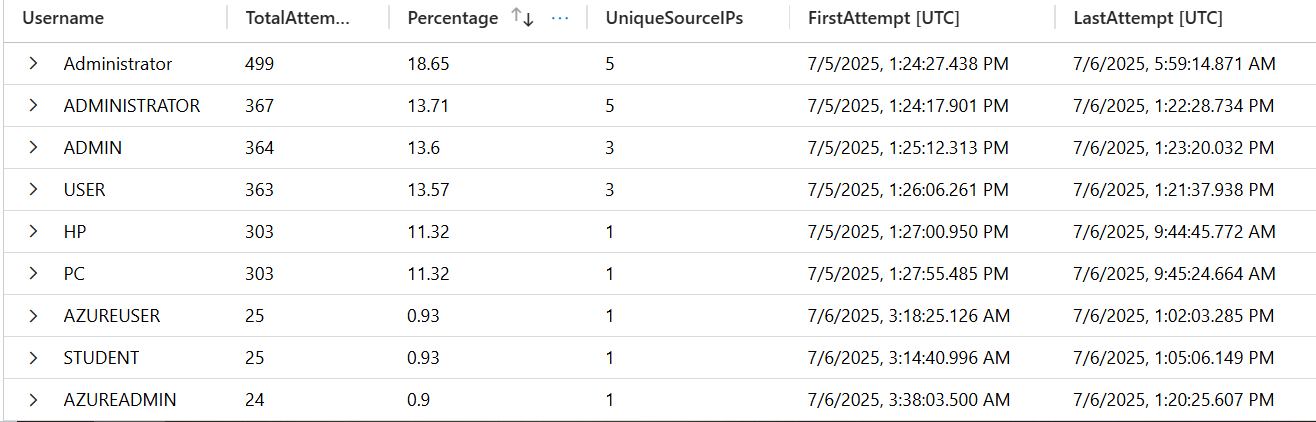 Username TotalAttem... Percentage ... UniqueSourceIPs FirstAttempt [UTC] LastAttempt [UTC]
Administrator 499 18.65 5 7/5/2025, 1:24:27.438 PM 7/6/2025, 5:59:14.871 AM
ADMINISTRATOR 367 13.71 5 7/5/2025, 1:24:17.901 PM 7/6/2025, 1:22:28.734 PM
ADMIN 364 13.6 3 7/5/2025, 1:25:12.313 PM 7/6/2025, 1:23:20.032 PM
USER 363 13.57 3 7/5/2025, 1:26:06.261 PM 7/6/2025, 1:21:37.938 PM
HP 303 11.32 1 7/5/2025, 1:27:00.950 PM 7/6/2025, 9:44:45.772 AM
PC 303 11.32 1 7/5/2025, 1:27:55.485 PM 7/6/2025, 9:45:24.664 AM
AZUREUSER 25 0.93 1 7/6/2025, 3:18:25.126 AM 7/6/2025, 1:02:03.285 PM
STUDENT 25 0.93 1 7/6/2025, 3:14:40.996 AM 7/6/2025, 1:05:06.149 PM
AZUREADMIN 24 0.9 1 7/6/2025, 3:38:03.500 AM 7/6/2025, 1:20:25.607 PM